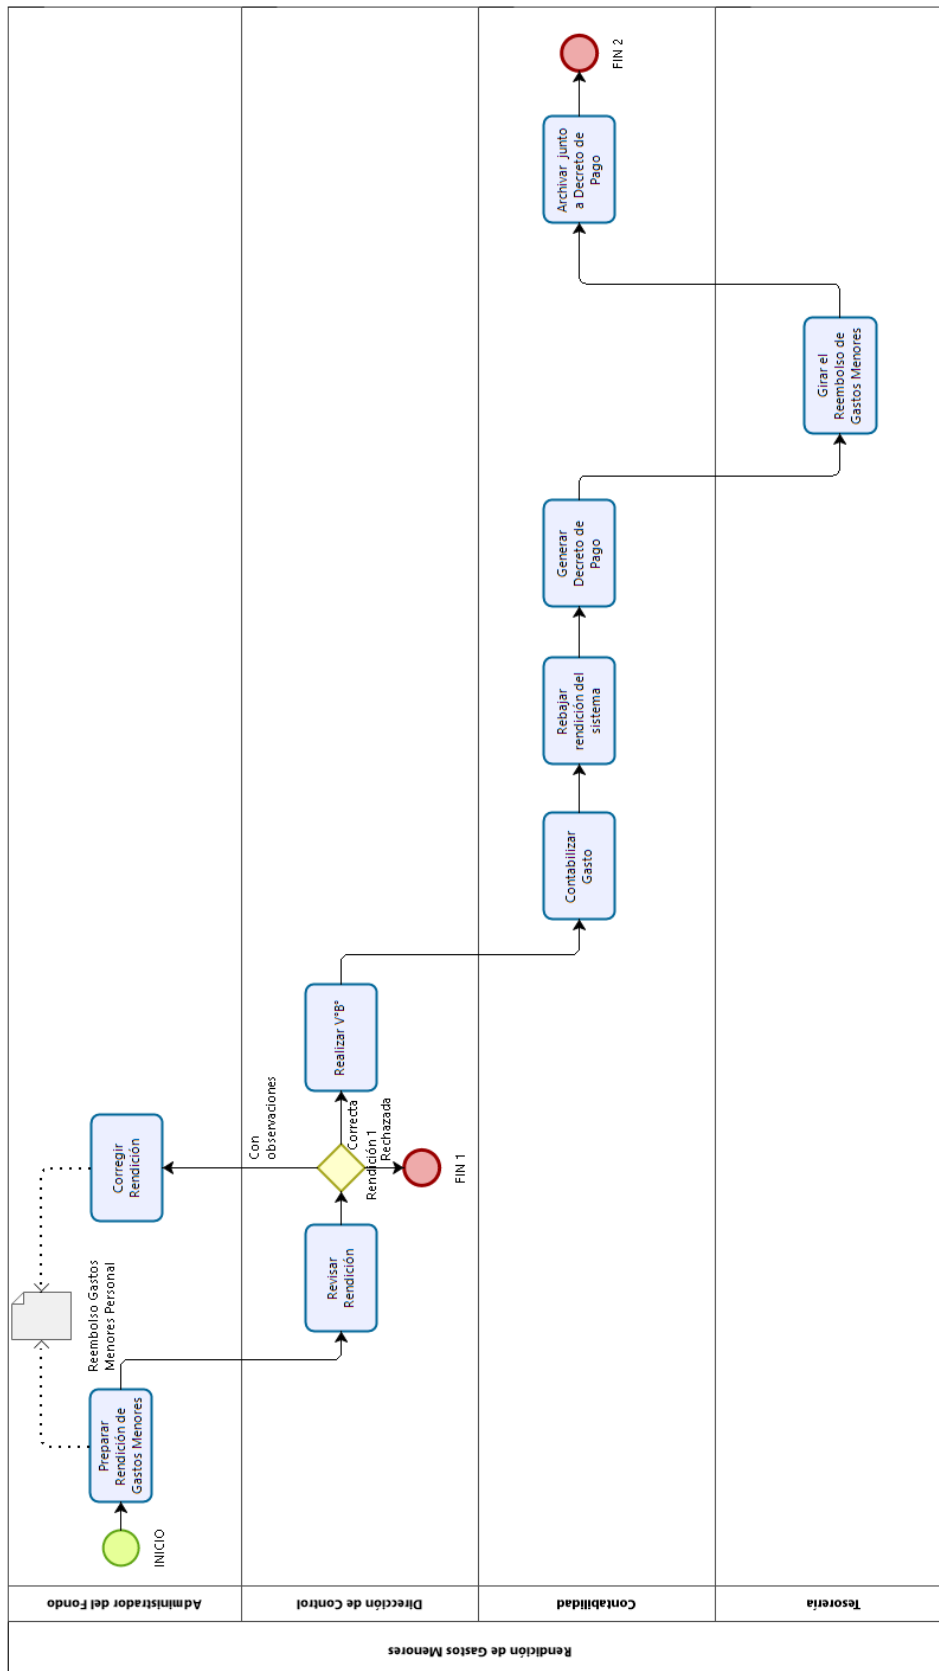 Rendición de Gastos Menores
Administrador del Fondo
INICIO
Preparar
Rendición de
Gastos Menores
Reembolso Gastos
Menores Personal
Corregir
Rendición
Dirección de Control
Revisar
Rendición
Con
observaciones
Correcta
Rendición 1
Rechazada
FIN 1
Realizar V°B°
Contabilidad
Contabilizar
Gasto
Rebajar
rendición del
sistema
Generar
Decreto de
Pago
Archivar junto
a Decreto de
Pago
FIN 2
Tesorería
Girar el
Reembolso de
Gastos Menores